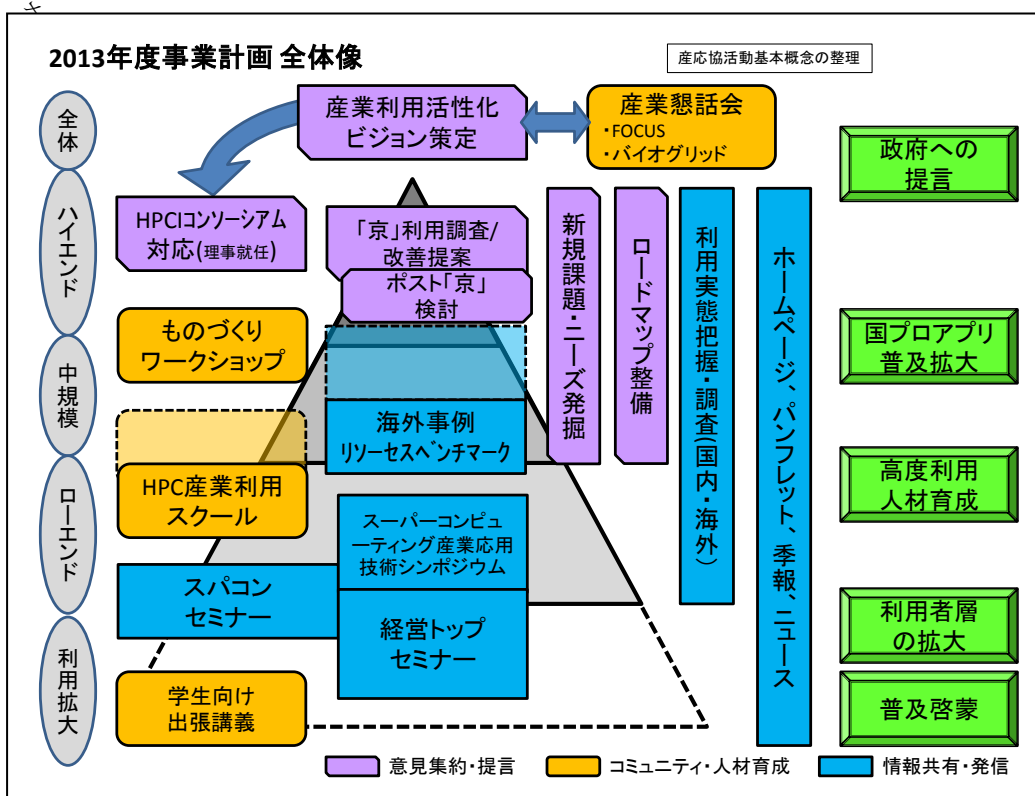 2013年度事業計画 全体像
産応協活動基本概念の整理
全体
ハイエンド
中規模
ローエンド
利用拡大
産業利用活性化
ビジョン策定
産業懇話会
・FOCUS
・バイオグリッド
HPCIコンソーシアム
対応(理事就任)
「京」利用調査/
改善提案
ポスト「京」
検討
ものづくり
ワークショップ
海外事例
リソーセスベンチマーク
HPC産業利用
スクール
スーパーコンピュ
ーティング産業応用
技術シンポジウム
スパコン
セミナー
経営トップ
セミナー
学生向け
出張講義
新規課題・ニーズ発掘
ロードマップ整備
利用実態把握・調査(国内・海外)
ホームページ、パンフレット、季報、ニュース
政府への
提言
国プロアプリ
普及拡大
高度利用
人材育成
利用者層
の拡大
普及啓蒙
意見集約・提言
コミュニティ・人材育成
情報共有・発信